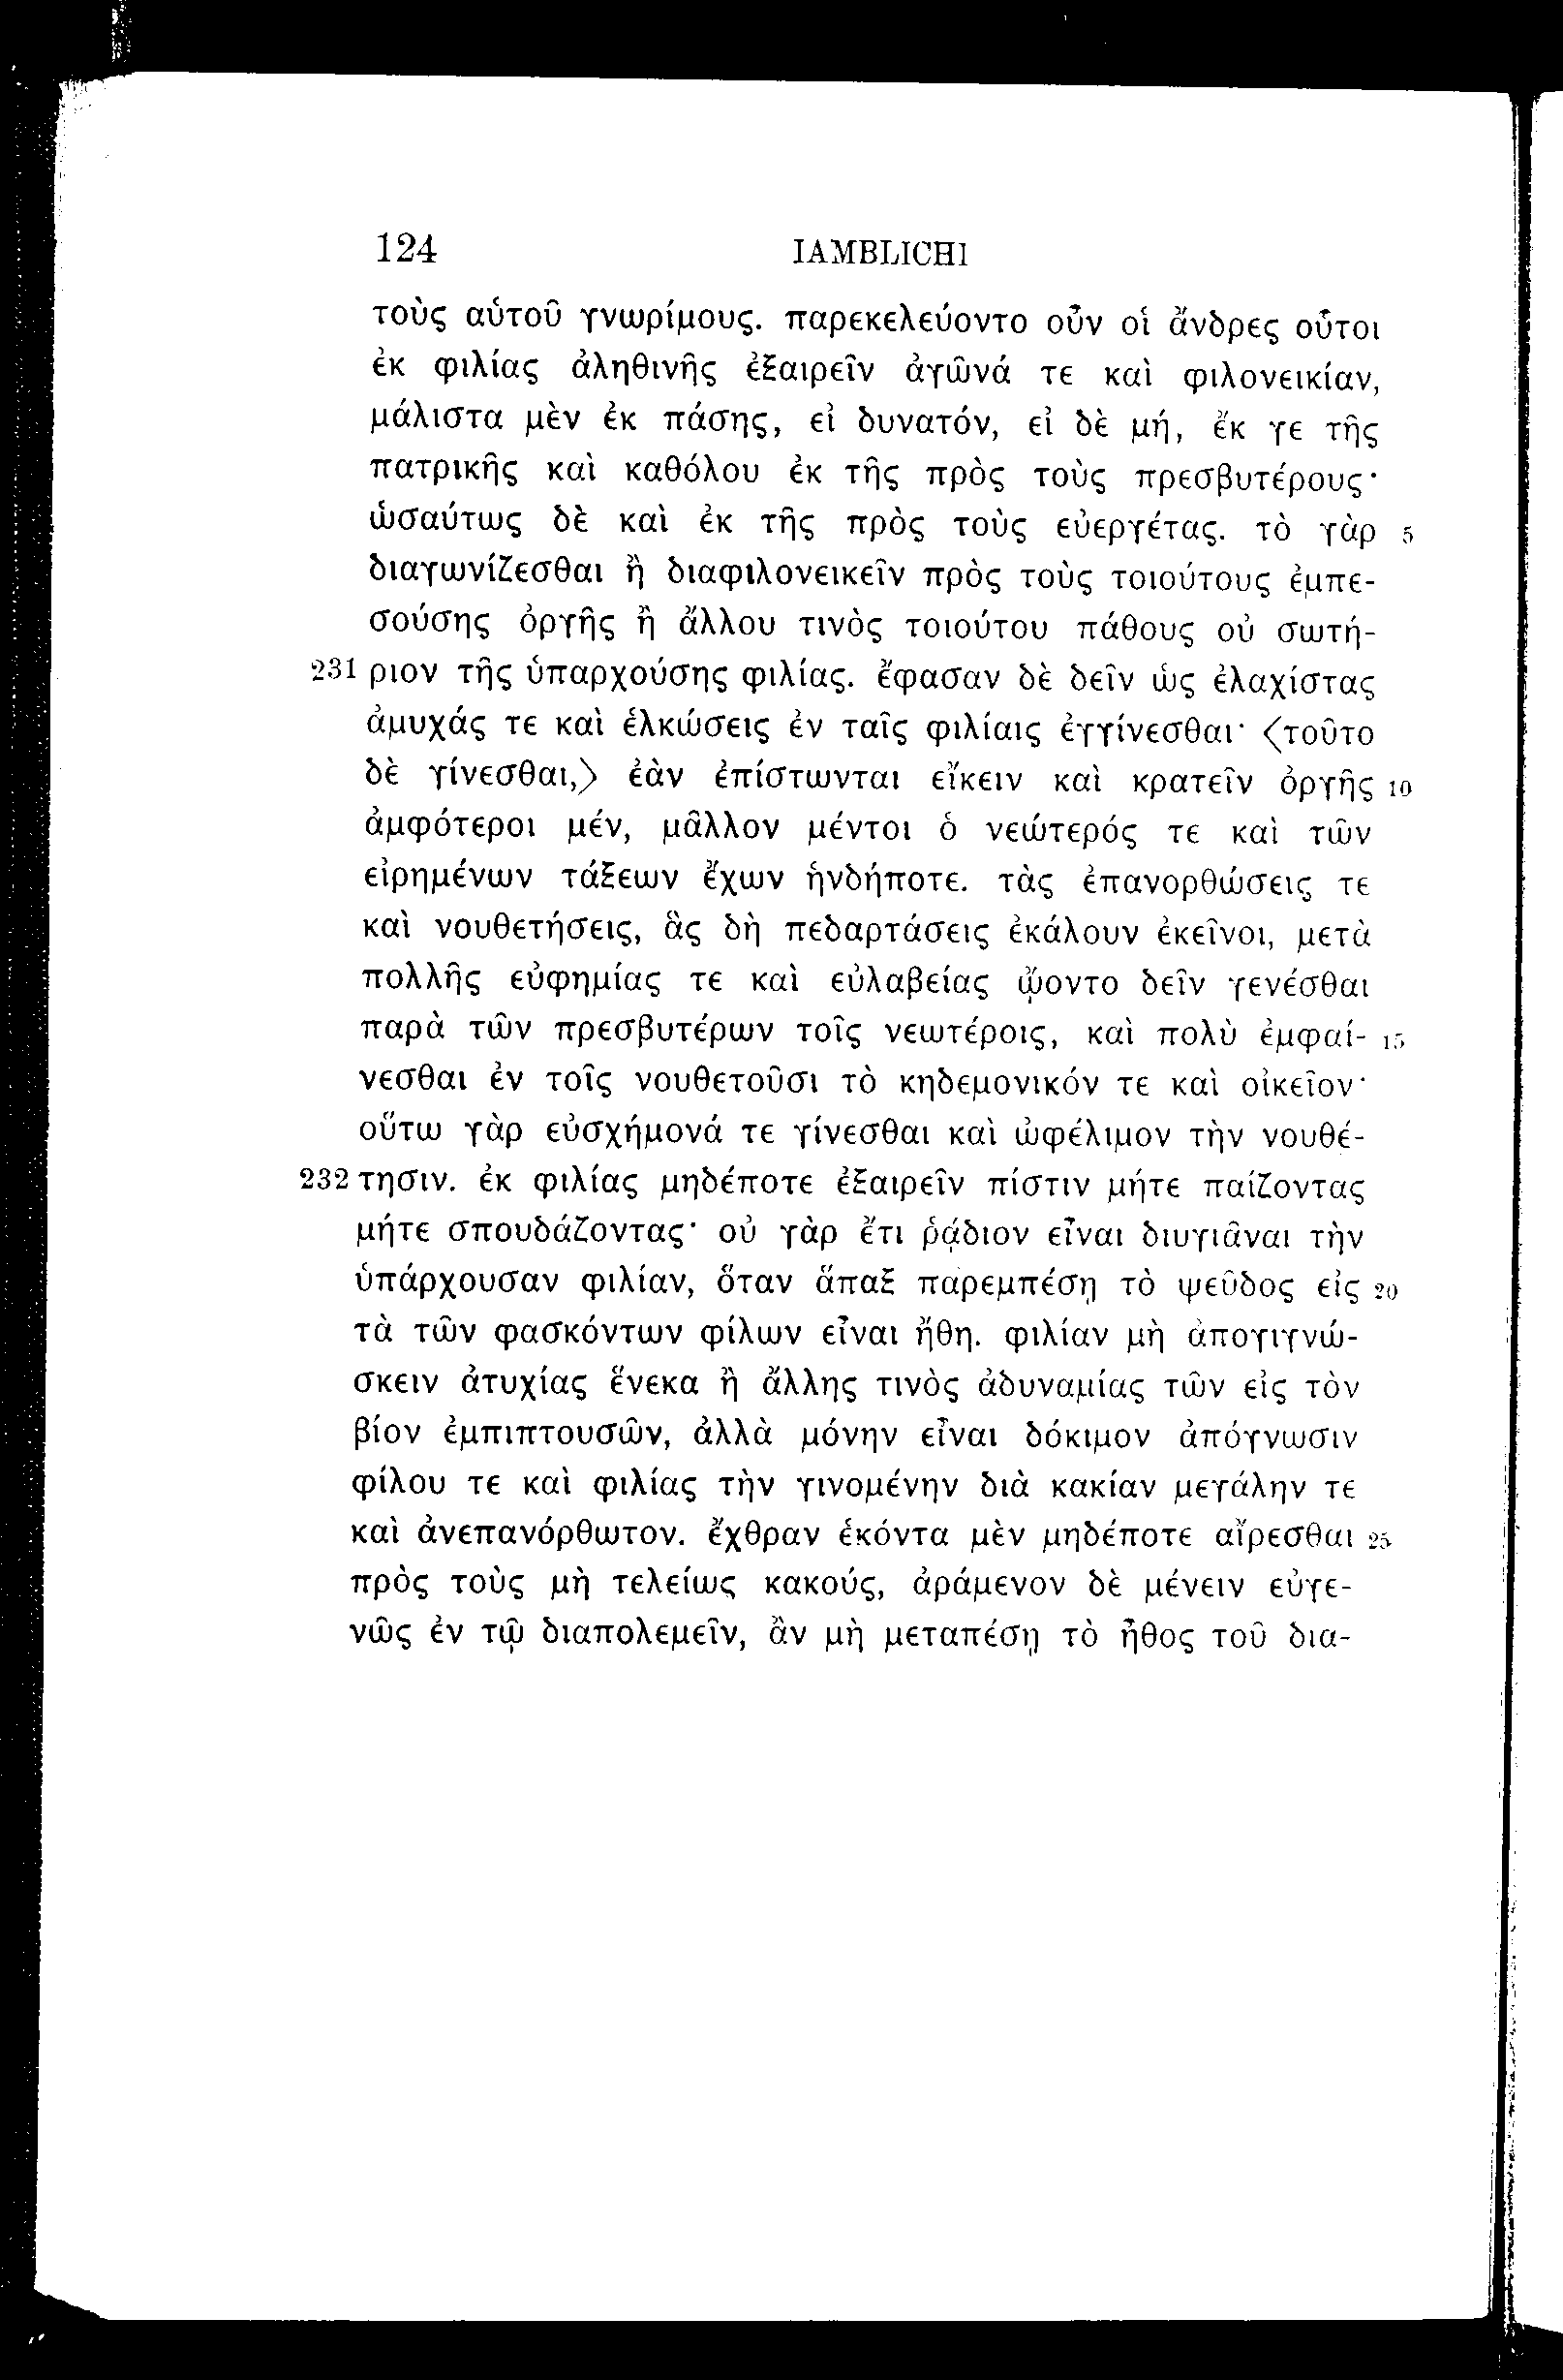 124 IAMBLICHI
τοὺς αὑτοῦ γνωρίμους. παρεκελεύοντο οὖν οἱ ἄνδρες οὗτοι
ἐκ φιλίας ἀληθινῆς ἐξαιρεῖν ἀγῶνά τε καὶ φιλονεικίαν,
μάλιστα μὲν ἐκ πάσης, εἰ δυνατόν, εἰ δὲ μή, ἔκ γε τῆς
πατρικῆς καὶ καθόλου ἐκ τῆς πρὸς τοὺς πρεσβυτέρους·
ὡσαύτως δὲ καὶ ἐκ τῆς πρὸς τοὺς εὐεργέτας. τὸ γὰρ 5
διαγωνίζεσθαι ἢ διαφιλονεικεῖν πρὸς τοὺς τοιούτους ἐμπε-
σούσης ὀργῆς ἢ ἄλλου τινὸς τοιούτου πάθους οὐ σωτή-
231 ριον τῆς ὑπαρχούσης φιλίας. ἔφασαν δὲ δεῖν ὡς ἐλαχίστας
ἀμυχάς τε καὶ ἑλκώσεις ἐν ταῖς φιλίαις ἐγγίνεσθαι· 〈τοῦτο
δὲ γίνεσθαι,〉 ἐὰν ἐπίστωνται εἴκειν καὶ κρατεῖν ὀργῆς 10
ἀμφότεροι μέν, μᾶλλον μέντοι ὁ νεώτερός τε καὶ τῶν
εἰρημένων τάξεων ἔχων ἡνδήποτε. τὰς ἐπανορθώσεις τε
καὶ νουθετήσεις, ἃς δὴ πεδαρτάσεις ἐκάλουν ἐκεῖνοι, μετὰ
πολλῆς εὐφημίας τε καὶ εὐλαβείας ᾤοντο δεῖν γενέσθαι
παρὰ τῶν πρεσβυτέρων τοῖς νεωτέροις, καὶ πολὺ ἐμφαί- 15
νεσθαι ἐν τοῖς νουθετοῦσι τὸ κηδεμονικόν τε καὶ οἰκεῖον·
οὕτω γὰρ εὐσχήμονά τε γίνεσθαι καὶ ὠφέλιμον τὴν νουθέ-
232 τησιν. ἐκ φιλίας μηδέποτε ἐξαιρεῖν πίστιν μήτε παίζοντας
μήτε σπουδάζοντας· οὐ γὰρ ἔτι ῥᾴδιον εἶναι διυγιᾶναι τὴν
ὑπάρχουσαν φιλίαν, ὅταν ἅπαξ παρεμπέσῃ τὸ ψεῦδος εἰς 20
τὰ τῶν φασκόντων φίλων εἶναι ἤθη. φιλίαν μὴ ἀπογιγνώ-
σκειν ἀτυχίας ἕνεκα ἢ ἄλλης τινὸς ἀδυναμίας τῶν εἰς τὸν
βίον ἐμπιπτουσῶν, ἀλλὰ μόνην εἶναι δόκιμον ἀπόγνωσιν
φίλου τε καὶ φιλίας τὴν γινομένην διὰ κακίαν μεγάλην τε
καὶ ἀνεπανόρθωτον. ἔχθραν ἑκόντα μὲν μηδέποτε αἴρεσθαι 25
πρὸς τοὺς μὴ τελείως κακούς, ἀράμενον δὲ μένειν εὐγε-
νῶς ἐν τῷ διαπολεμεῖν, ἂν μὴ μεταπέσῃ τὸ ἦθος τοῦ δια-